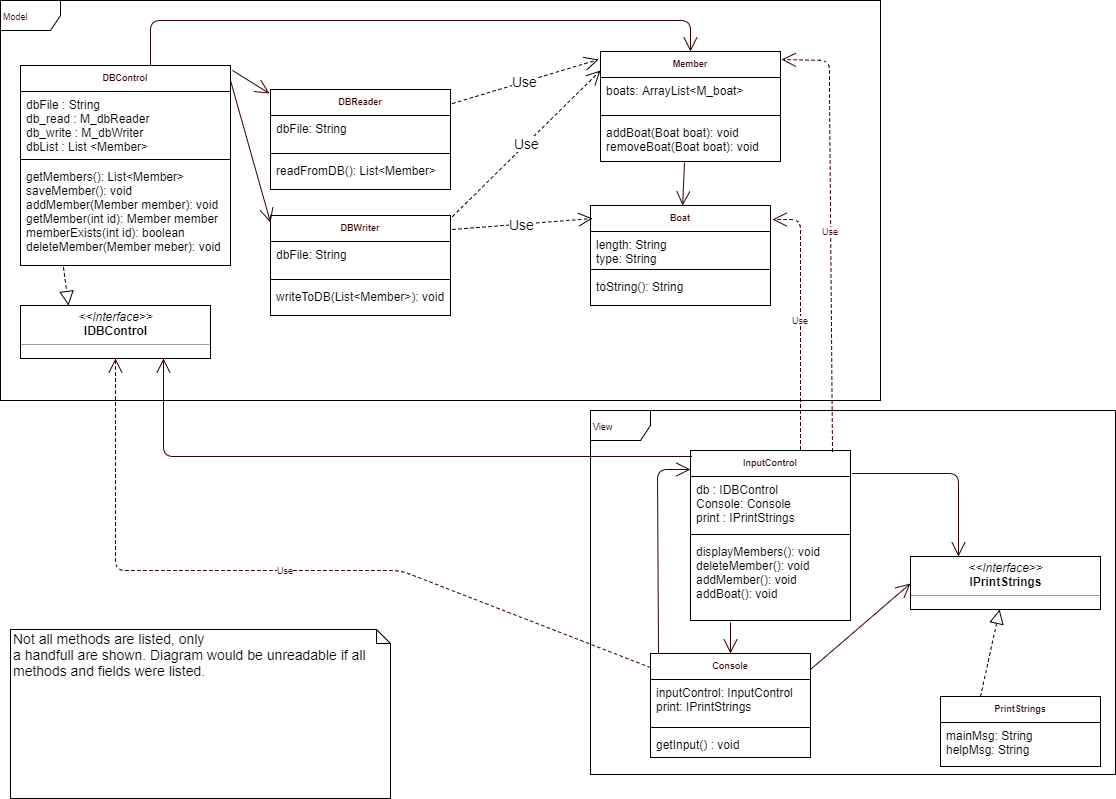 Model
DBControl
dbFile : String
db_read : M_dbReader
db_write : M_dbWriter
dbList : List <Member>
getMembers(): List<Member>
saveMember(): void
addMember(Member member): void
getMember(int id): Member member
memberExists(int id): boolean
deleteMember(Member meber): void
<<Interface>>
IDBControl
DBReader
dbFile: String
readFromDB(): List<Member>
DBWriter
dbFile: String
writeToDB(List<Member>): void
Use
Use
Use
Member
boats: ArrayList<M_boat>
addBoat(Boat boat): void
removeBoat(Boat boat): void
Boat
length: String
type: String
toString(): String
Use
Use
View
InputControl
db : IDBControl
Console: Console
print : IPrintStrings
displayMembers(): void
deleteMember(): void
addMember(): void
addBoat(): void
<<Interface>>
IPrintStrings
Use
Console
inputControl: InputControl
print: IPrintStrings
getInput() : void
PrintStrings
mainMsg: String
helpMsg: String
Not all methods are listed, only
a handfull are shown. Diagram would be unreadable if all
methods and fields were listed.